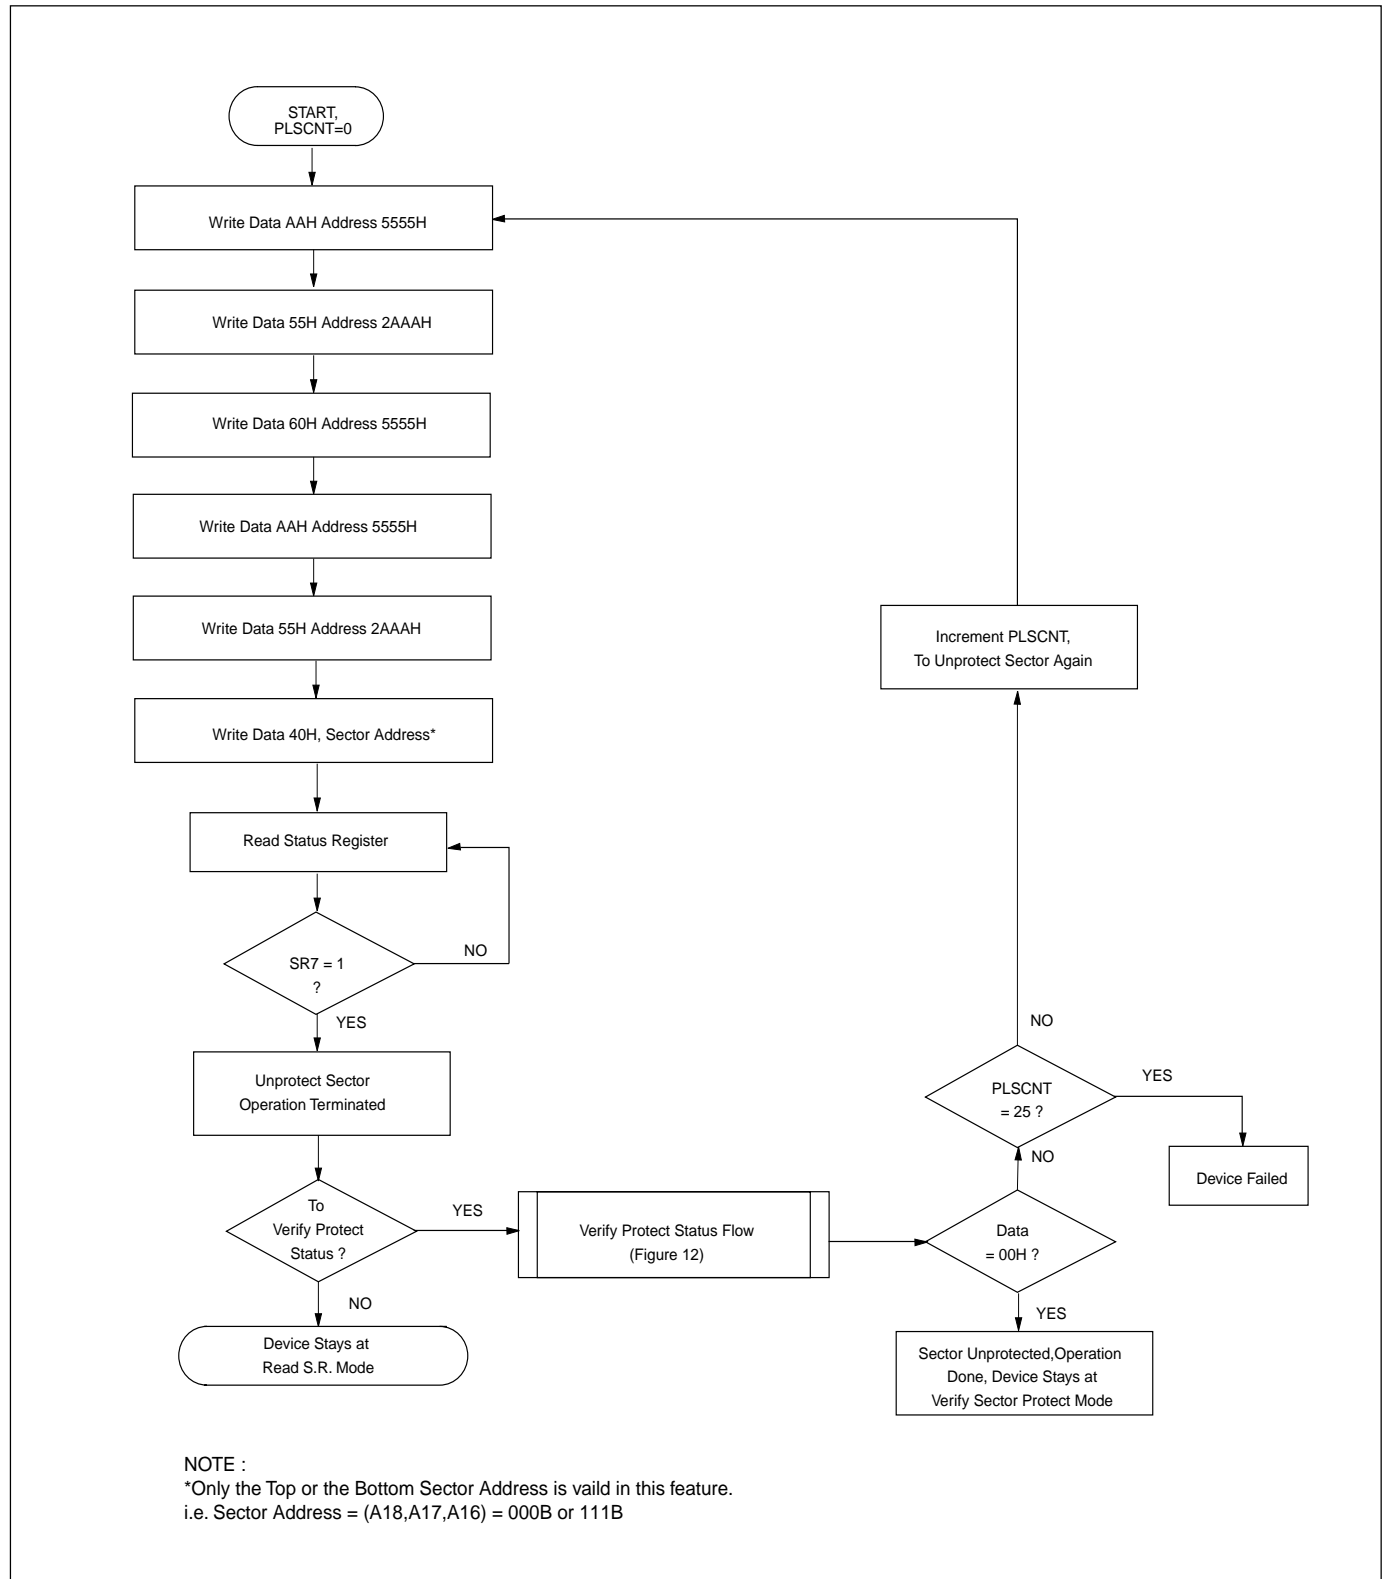 START,
PLSCNT=0
Write Data AAH Address 5555H
Write Data 55H Address 2AAAH
Write Data 60H Address 5555H
Write Data AAH Address 5555H
Write Data 55H Address 2AAAH
Write Data 40H, Sector Address*
Read Status Register
SR7 = 1
?
NO
YES
Unprotect Sector
Operation Terminated
To
Verify Protect
Status ?
YES
NO
Device Stays at
Read S.R. Mode
Verify Protect Status Flow
(Figure 12)
Data
= 00H ?
YES
Sector Unprotected,Operation
Done, Device Stays at
Verify Sector Protect Mode
NO
PLSCNT
= 25 ?
YES
Device Failed
NO
Increment PLSCNT,
To Unprotect Sector Again
NOTE :
*Only the Top or the Bottom Sector Address is vaild in this feature.
i.e. Sector Address = (A18,A17,A16) = 000B or 111B